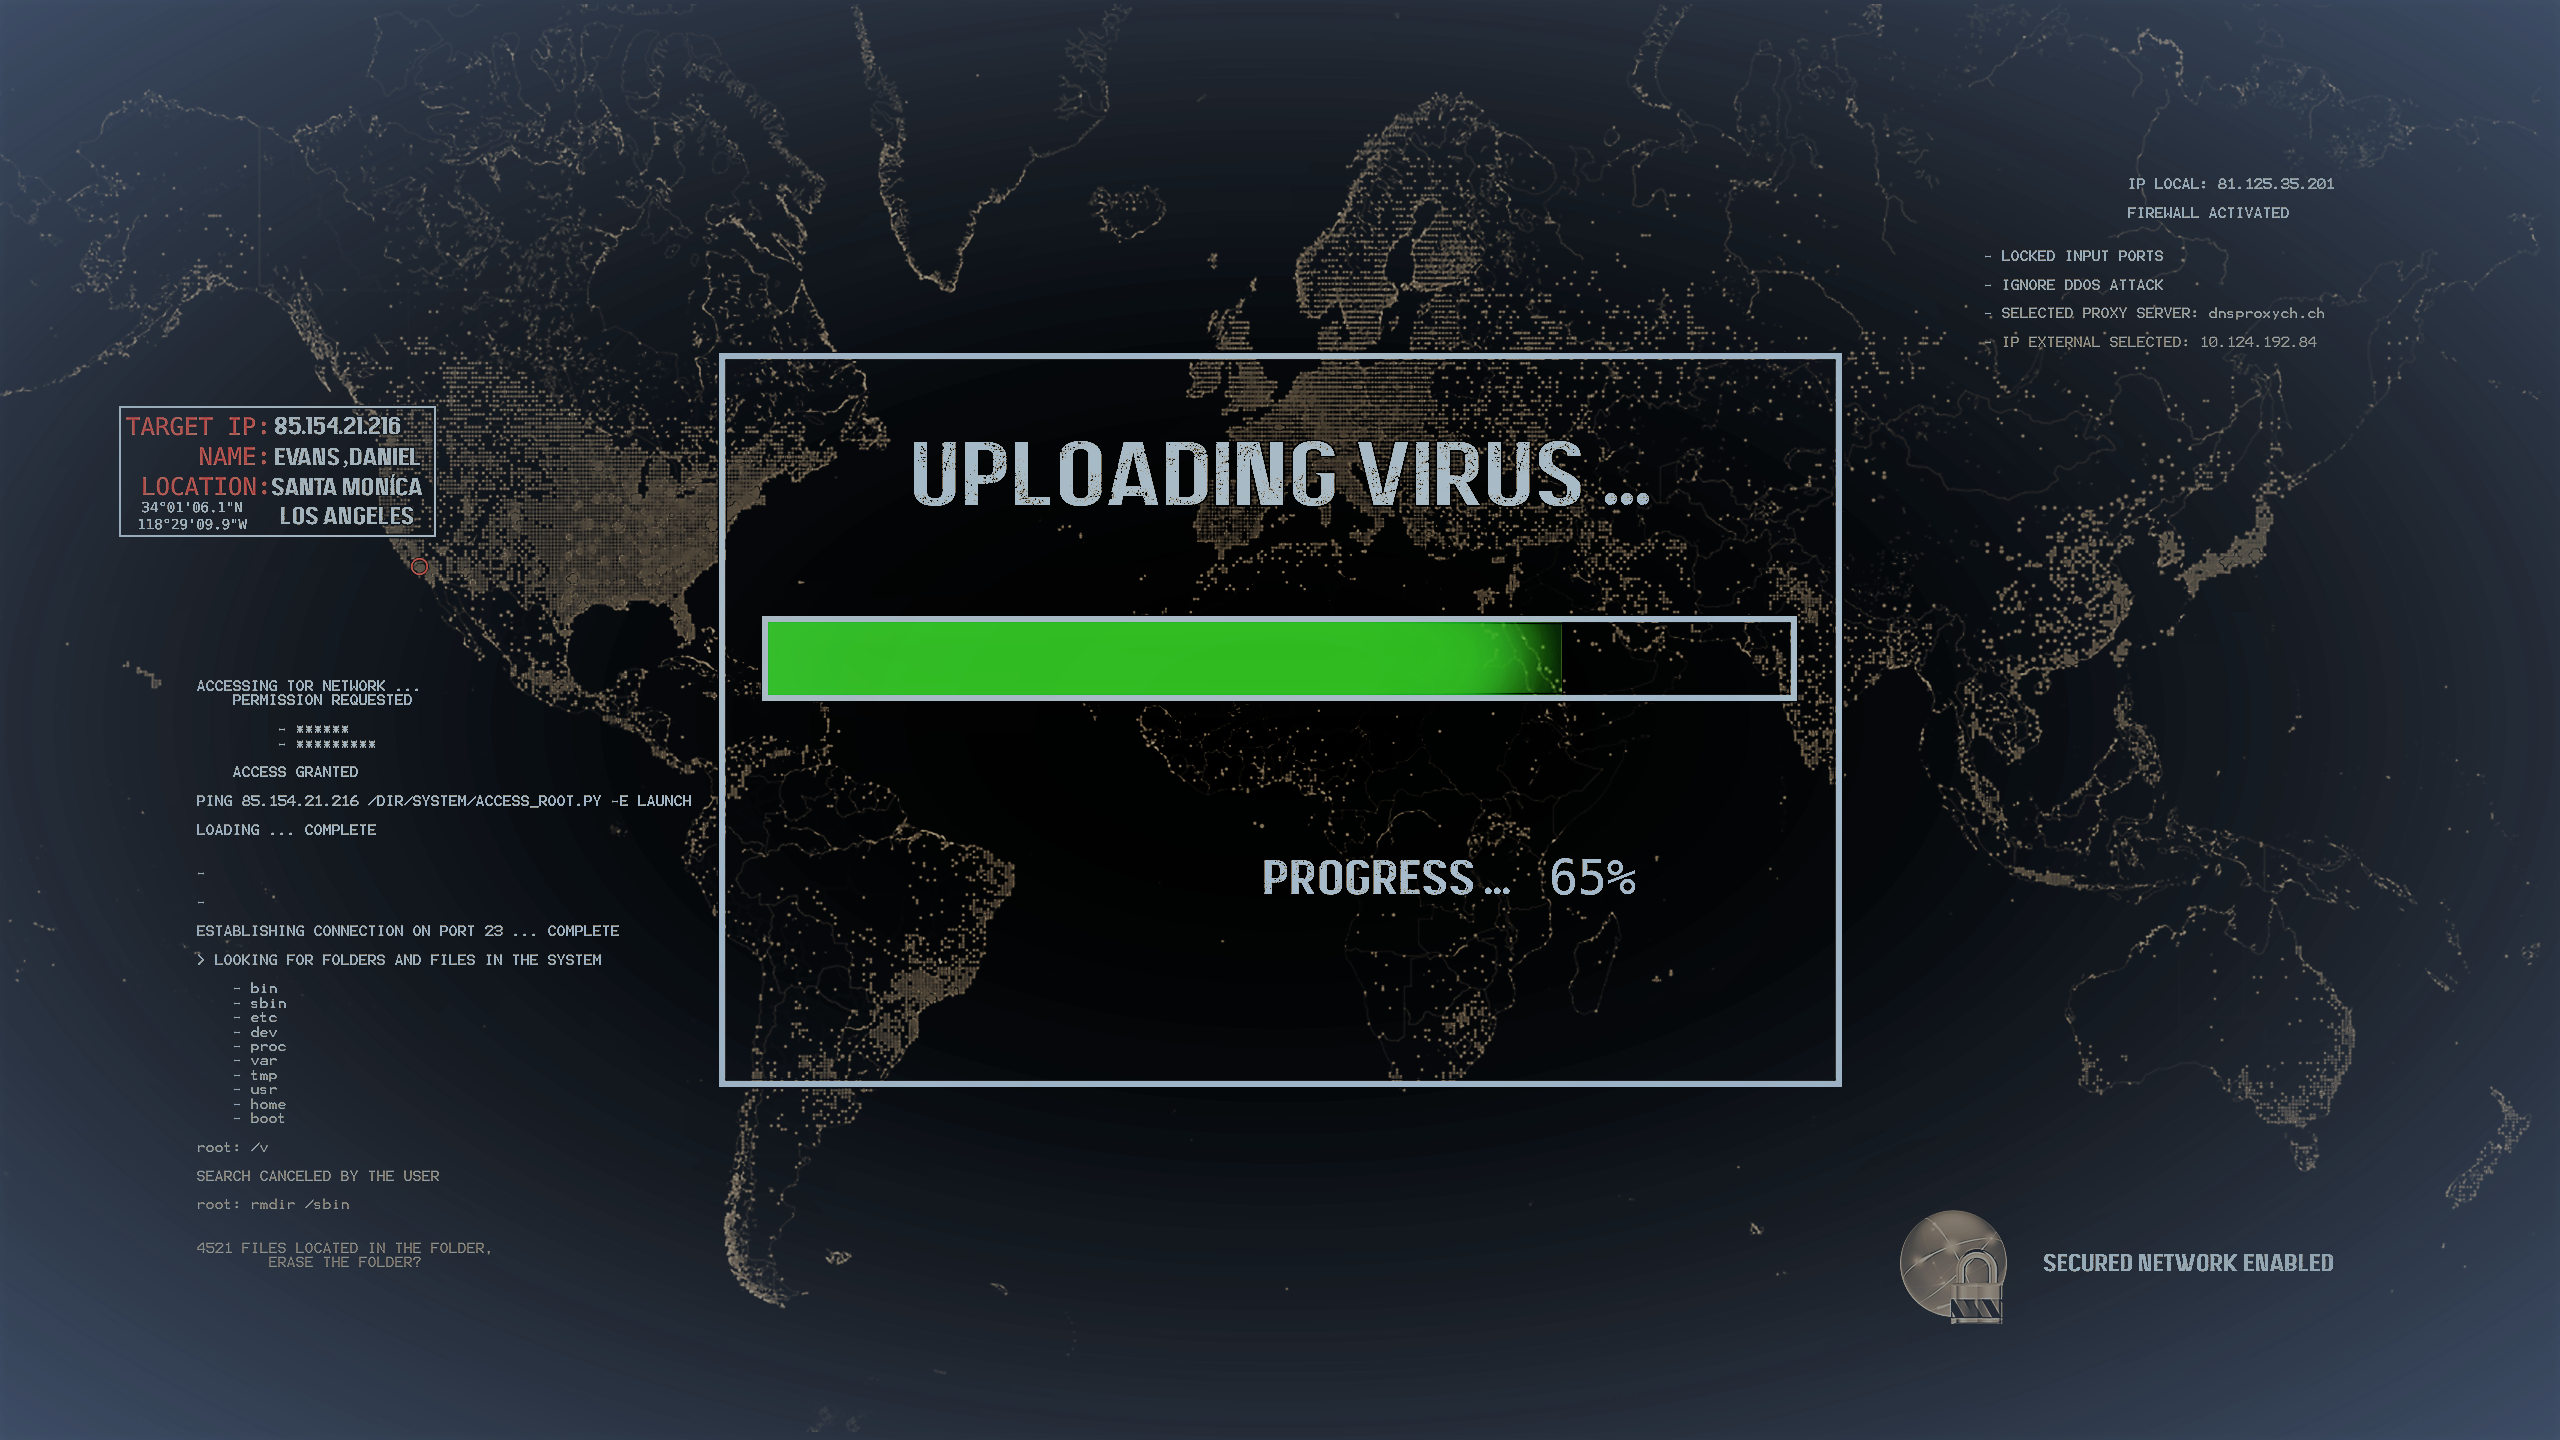 IP LOCAL: 81.125.35.201
FIREWALL ACTIVATED
- LOCKED INPUT PORTS
- IGNORE DDOS ATTACK
- SELECTED PROXY SERVER: dnsproxych.ch
- IP EXTERNAL SELECTED: 10.124.192.84
TARGET IP: 85.154.21.216
NAME: EVANS,DANIEL
LOCATION: SANTA MONICA
34°01'06.1"N
LOS ANGELES
118°29'09.9"W
UPLOADING VIRUS ...
PROGRESS ... 65%
ACCESSING TOR NETWORK ...
PERMISSION REQUESTED
- ******
- *********
ACCESS GRANTED
PING 85.154.21.216 /DIR/SYSTEM/ACCESS_ROOT.PY -E LAUNCH
LOADING ... COMPLETE
-
-
ESTABLISHING CONNECTION ON PORT 23 ... COMPLETE
> LOOKING FOR FOLDERS AND FILES IN THE SYSTEM
- bin
- sbin
- etc
- dev
- proc
- var
- tmp
- usr
- home
- boot
root: /v
SEARCH CANCELED BY THE USER
root: rmdir /sbin
4521 FILES LOCATED IN THE FOLDER,
ERASE THE FOLDER?
SECURED NETWORK ENABLED